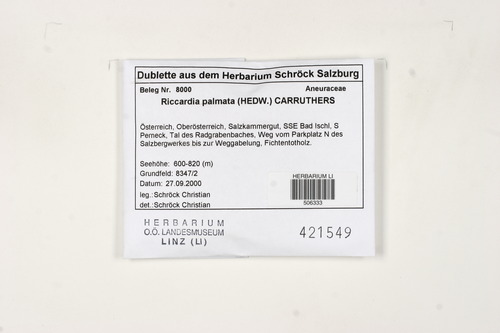 Dublette aus dem Herbarium Schröck Salzburg
Beleg Nr. 8000 Aneuraceae
Riccardia palmata (HEDW.) CARRUTHERS
Österreich, Oberösterreich, Salzkammergut, SSE Bad Ischl, S
Perneck, Tal des Radgrabenbaches, Weg vom Parkplatz N des
Salzbergwerkes bis zur Weggabelung, Fichtentotholz.
Seehöhe: 600-820 (m)
Grundfeld: 8347/2
Datum: 27.09.2000
leg.:Schröck Christian
det.:Schröck Christian
HERBARIUM LI
506333
HERBARIUM
O.Ö. LANDESMUSEUM
LINZ (LI)
421549